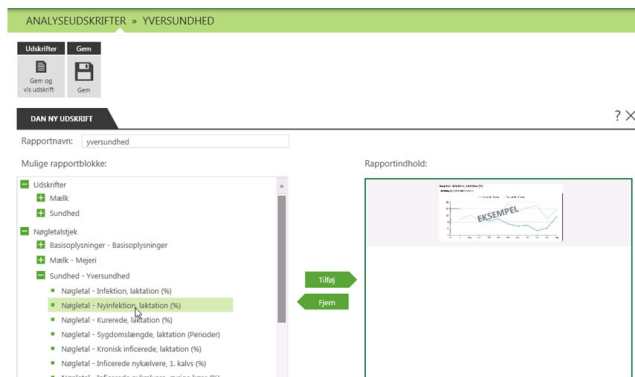 ANALYSEUDSKRIFTER » YVERSUNDHED
Udskrifter Gem
Gem og
vis udskrift
Gem
DAN NY UDSKRIFT
? X
Rapportnavn: yversundhed
Mulige rapportblokke:
Rapportindhold:
Udskrifter
Mælk
Sundhed
Nøgletalstjek
Basisoplysninger - Basisoplysninger
Mælk - Mejeri
Sundhed - Yversundhed
Nøgletal - Infektion, laktation (%)
Nøgletal - Nyinfektion, laktation (%)
Nøgletal - Kurerede, laktation (%)
Nøgletal - Sygdomslængde, laktation (Perioder)
Nøgletal - Kronisk inficerede, laktation (%)
Nøgletal - Inficerede nykælvere, 1. kalvs (%)
Tilføj
Fjern
EKSEMPEL